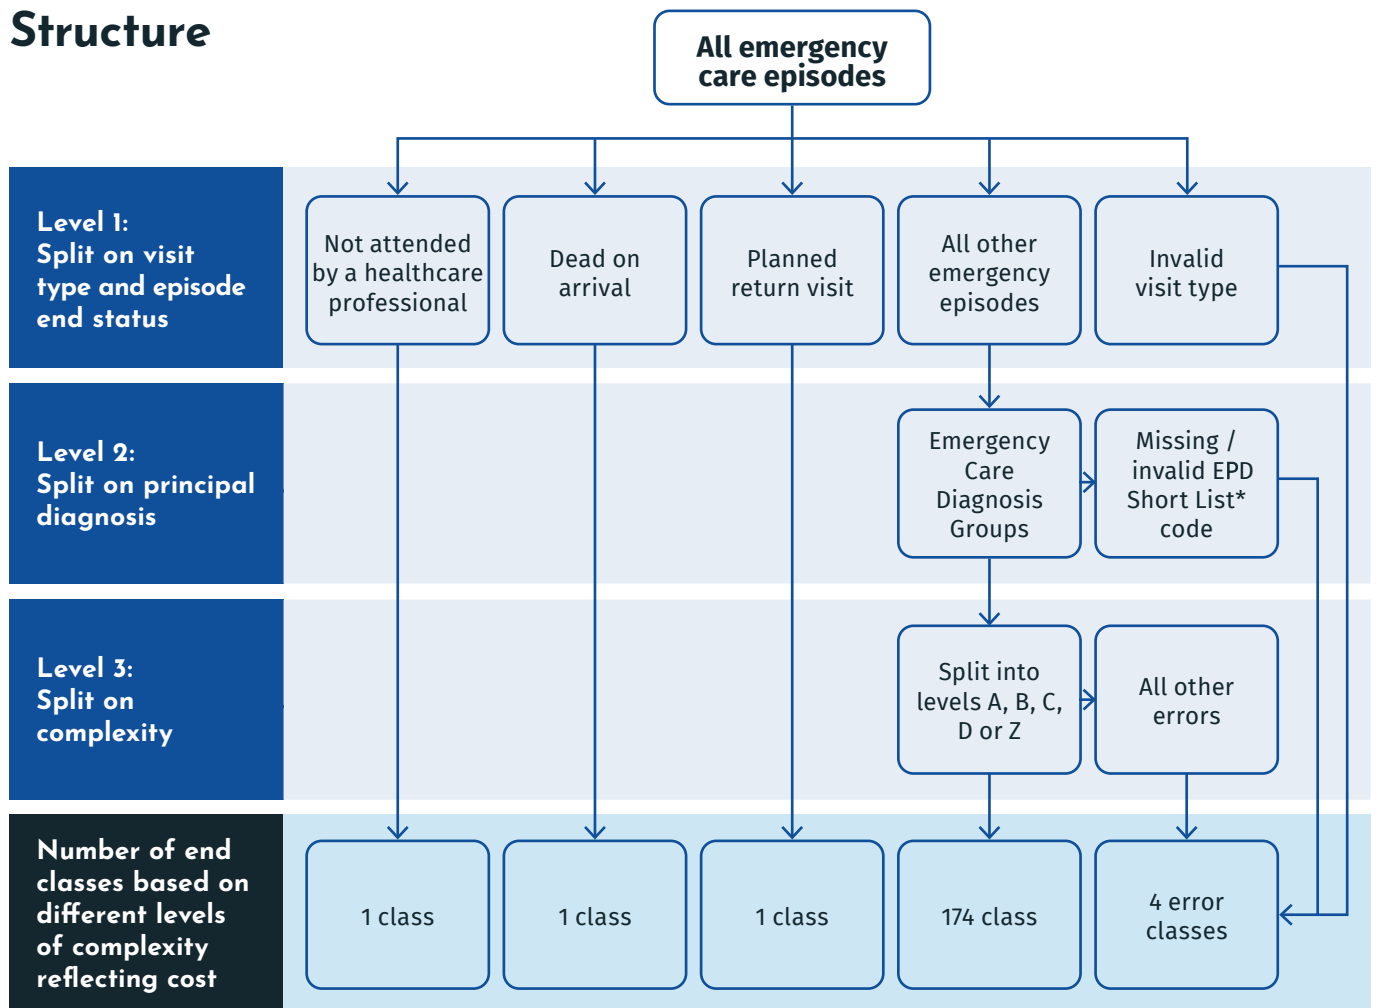 Structure
All emergency
care episodes
Level 1:
Split on visit
type and episode
end status
Not attended
by a healthcare
professional
Dead on
arrival
Planned
return visit
All other
emergency
episodes
Invalid
visit type
Level 2:
Split on principal
diagnosis
Emergency
Care
Diagnosis
Groups
Missing /
invalid EPD
Short List*
code
Level 3:
Split on
complexity
Split into
levels A, B, C,
D or Z
All other
errors
Number of end
classes based on
different levels
of complexity
reflecting cost
1 class
1 class
1 class
174 class
4 error
classes